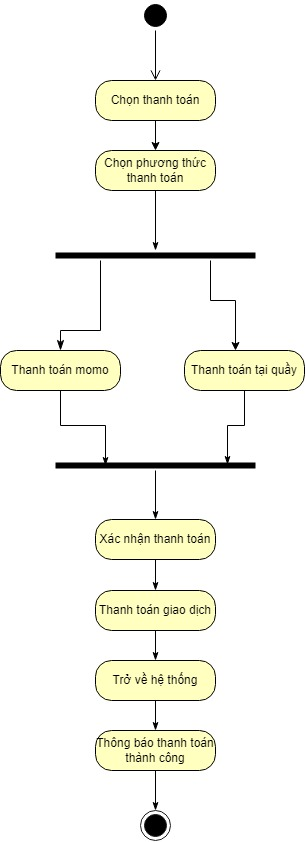 Chọn thanh toán
Chọn phương thức
thanh toán
Thanh toán momo
Thanh toán tại quầy
Xác nhận thanh toán
Thanh toán giao dịch
Trở về hệ thống
Thông báo thanh toán
thành công